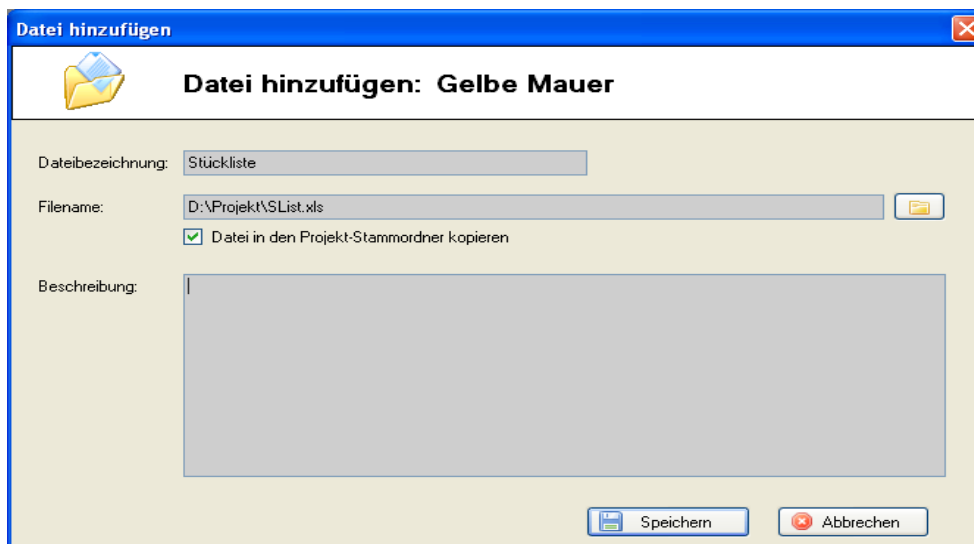 Datei hinzufügen
Datei hinzufügen: Gelbe Mauer
Dateibezeichnung: Stückliste
Filename: D:\Projekt\SList.xls
Datei in den Projekt-Stammordner kopieren
Beschreibung:
Speichern Abbrechen